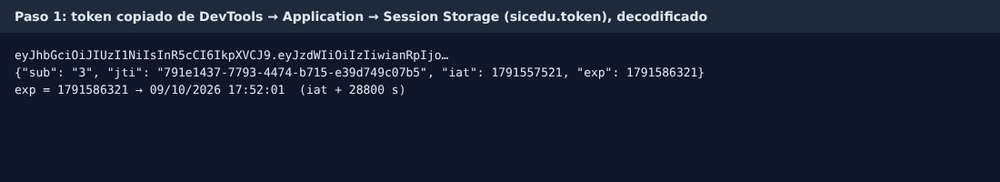 Paso 1: token copiado de DevTools → Application → Session Storage (sicedu.token), decodificado
eyJhbGciOiJIUzI1NiIsInR5cCI6IkpXVCJ9.eyJzdWIiOiIzIiwianRpIjo…
{"sub": "3", "jti": "791e1437-7793-4474-b715-e39d749c07b5", "iat": 1791557521, "exp": 1791586321}
exp = 1791586321 → 09/10/2026 17:52:01  (iat + 28800 s)